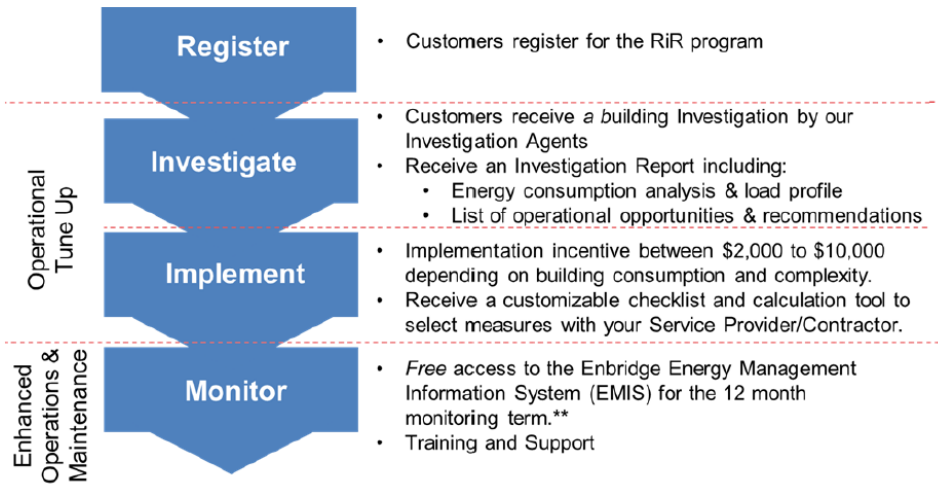 Register
• Customers register for the RiR program
Operational
Tune Up
Investigate
• Customers receive a building Investigation by our
Investigation Agents
• Receive an Investigation Report including:
• Energy consumption analysis & load profile
• List of operational opportunities & recommendations
Implement
• Implementation incentive between $2,000 to $10,000
depending on building consumption and complexity.
• Receive a customizable checklist and calculation tool to
select measures with your Service Provider/Contractor.
Enhanced
Operations &
Maintenance
Monitor
• Free access to the Enbridge Energy Management
Information System (EMIS) for the 12 month
monitoring term.**
• Training and Support